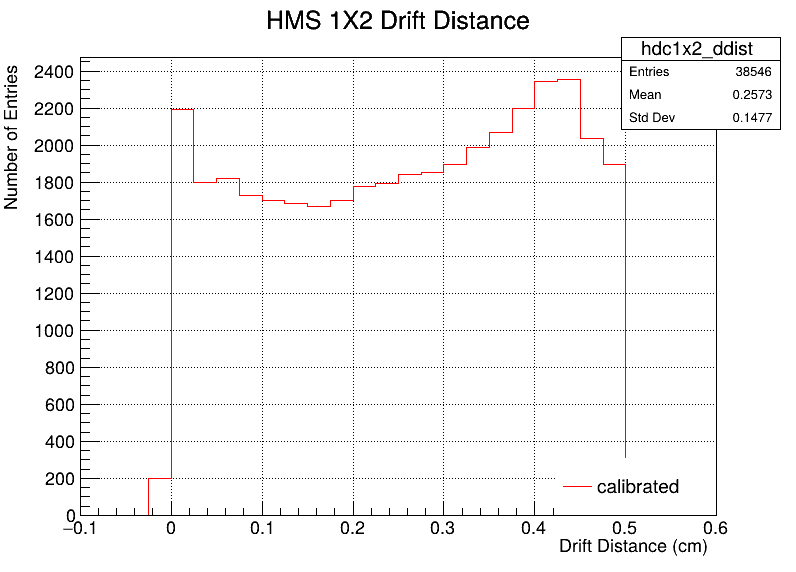 HMS 1X2 Drift Distance
hdc1x2_ddist
Entries 38546
Mean 0.2573
Std Dev 0.1477
Number of Entries
2400
2200
2000
1800
1600
1400
1200
1000
800
600
400
200
0
−0.1 0 0.1 0.2 0.3 0.4 0.5 0.6
calibrated
Drift Distance (cm)